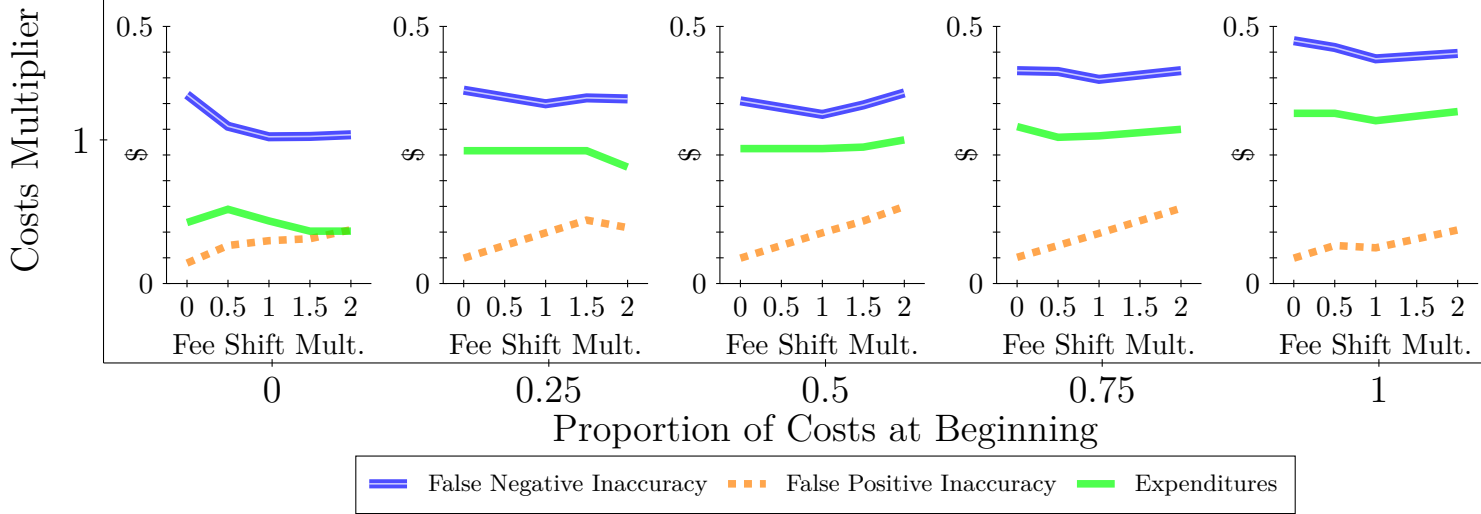 Costs Multiplier
1
0.5 0.5 0.5 0.5 0.5
$ $ $ $ $
0 0 0 0 0
0 0.5 1 1.5 2 0 0.5 1 1.5 2 0 0.5 1 1.5 2 0 0.5 1 1.5 2 0 0.5 1 1.5 2
Fee Shift Mult. Fee Shift Mult. Fee Shift Mult. Fee Shift Mult. Fee Shift Mult.
0 0.25 0.5 0.75 1
Proportion of Costs at Beginning
False Negative Inaccuracy False Positive Inaccuracy Expenditures